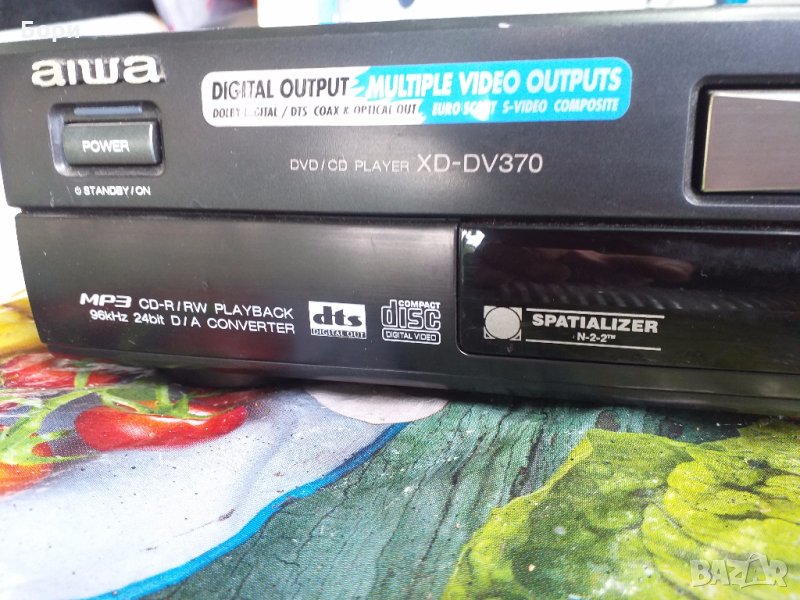 Бори
aiwa
DIGITAL OUTPUT MULTIPLE VIDEO OUTPUTS
DOLBY DIGITAL / DTS COAX & OPTICAL OUT EURO SCART S-VIDEO COMPOSITE
POWER
STANDBY/ON
DVD/CD PLAYER XD-DV370
MP3 CD-R/RW PLAYBACK
96kHz 24bit D/A CONVERTER
dts
DIGITAL OUT
COMPACT
disc
DIGITAL VIDEO
SPATIALIZER
N-2-2™
BAZAR